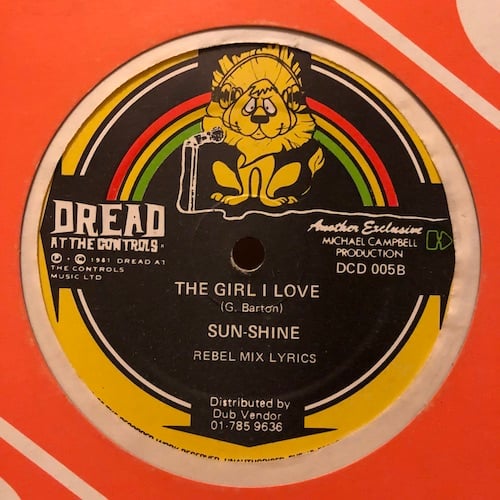 DREAD
AT THE CONTROLS
℗ • © 1981 DREAD AT
THE CONTROLS
MUSIC LTD
Another Exclusive
MICHAEL CAMPBELL
PRODUCTION
DCD 005B
THE GIRL I LOVE
(G. Barton)
SUN-SHINE
REBEL MIX LYRICS
Distributed by
Dub Vendor
01·785 9636